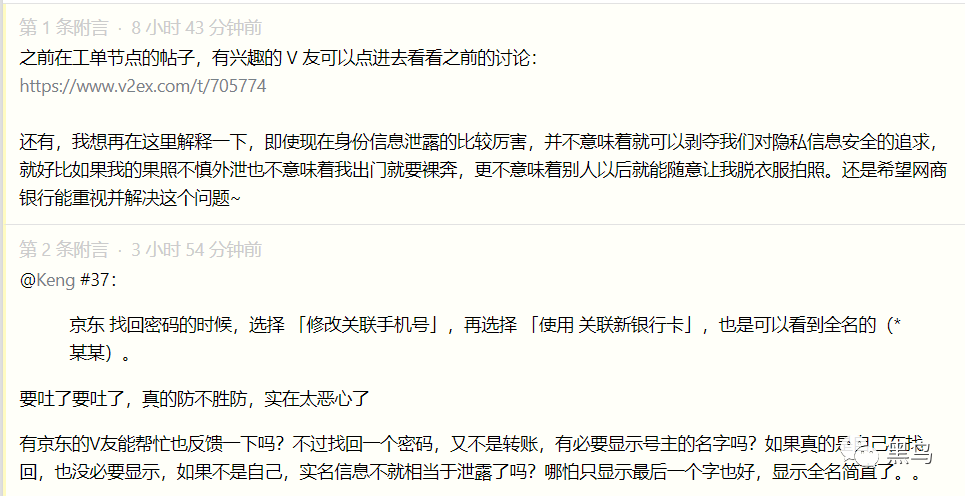 第 1 条附言 · 8 小时 43 分钟前
之前在工单节点的帖子，有兴趣的 V 友可以点进去看看之前的讨论：
https://www.v2ex.com/t/705774
还有，我想再在这里解释一下，即使现在身份信息泄露的比较厉害，并不意味着就可以剥夺我们对隐私信息安全的追求，
就好比如果我的果照不慎外泄也不意味着我出门就要裸奔，更不意味着别人以后就能随意让我脱衣服拍照。还是希望网商
银行能重视并解决这个问题~
第 2 条附言 · 3 小时 54 分钟前
@Keng #37：
京东 找回密码的时候，选择 「修改关联手机号」，再选择 「使用 关联新银行卡」，也是可以看到全名的（*
某某）。
要吐了要吐了，真的防不胜防，实在太恶心了
有京东的V友能帮忙也反馈一下吗？不过找回一个密码，又不是转账，有必要显示号主的名字吗？如果真的是自己在找
回，也没必要显示，如果不是自己，实名信息不就相当于泄露了吗？哪怕只显示最后一个字也好，显示全名简直了。。
黑鸟